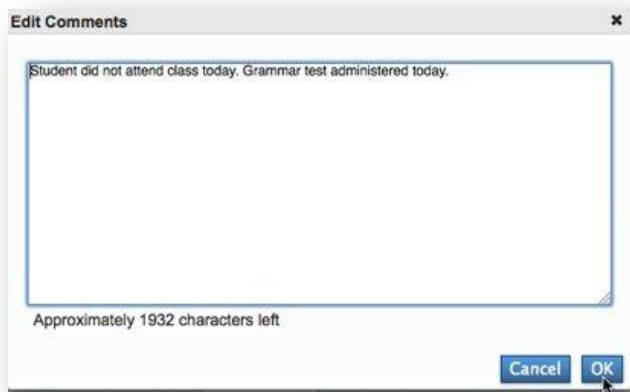 Edit Comments
Student did not attend class today. Grammar test administered today.
Approximately 1932 characters left
Cancel OK